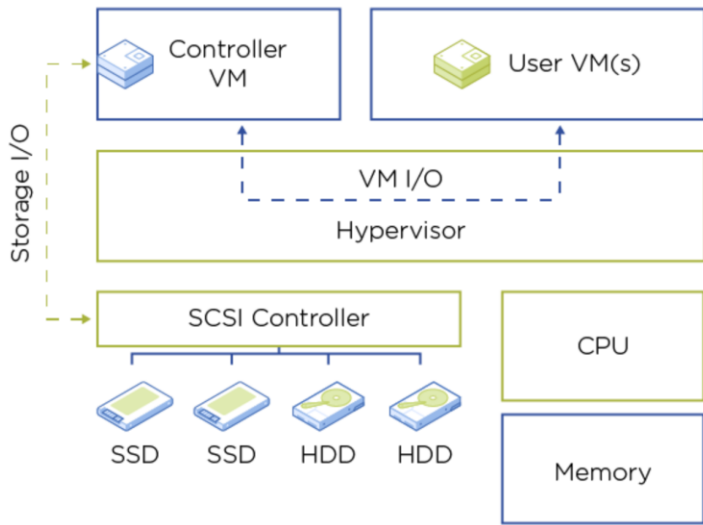 Controller
VM
User VM(s)
Storage I/O
VM I/O
Hypervisor
SCSI Controller
CPU
SSD
SSD
HDD
HDD
Memory